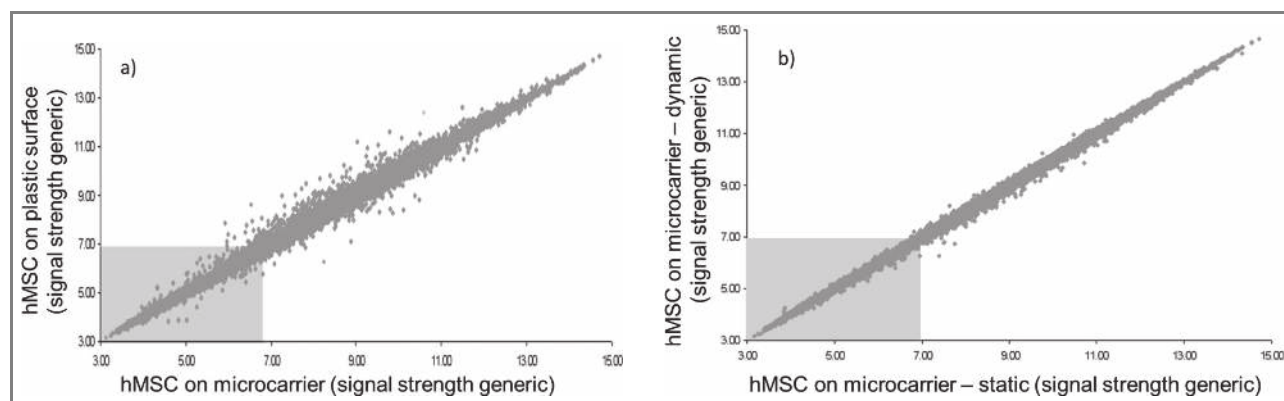 a)
hMSC on plastic surface
(signal strength generic)
15.00
13.00
11.00
9.00
7.00
5.00
3.00
3.00 5.00 7.00 9.00 11.00 13.00 15.00
hMSC on microcarrier (signal strength generic)
b)
hMSC on microcarrier – dynamic
(signal strength generic)
15.00
13.00
11.00
9.00
7.00
5.00
3.00
3.00 5.00 7.00 9.00 11.00 13.00 15.00
hMSC on microcarrier – static (signal strength generic)